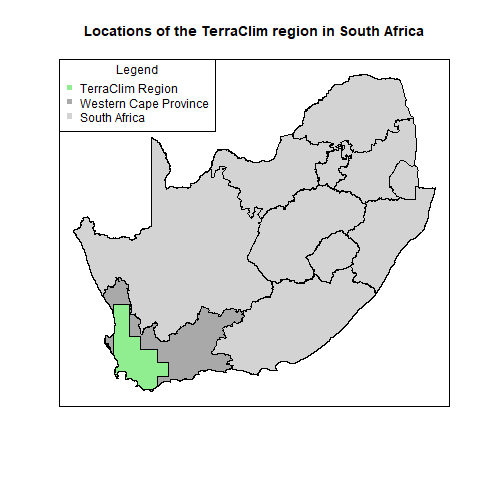 Locations of the TerraClim region in South Africa
Legend
TerraClim Region
Western Cape Province
South Africa